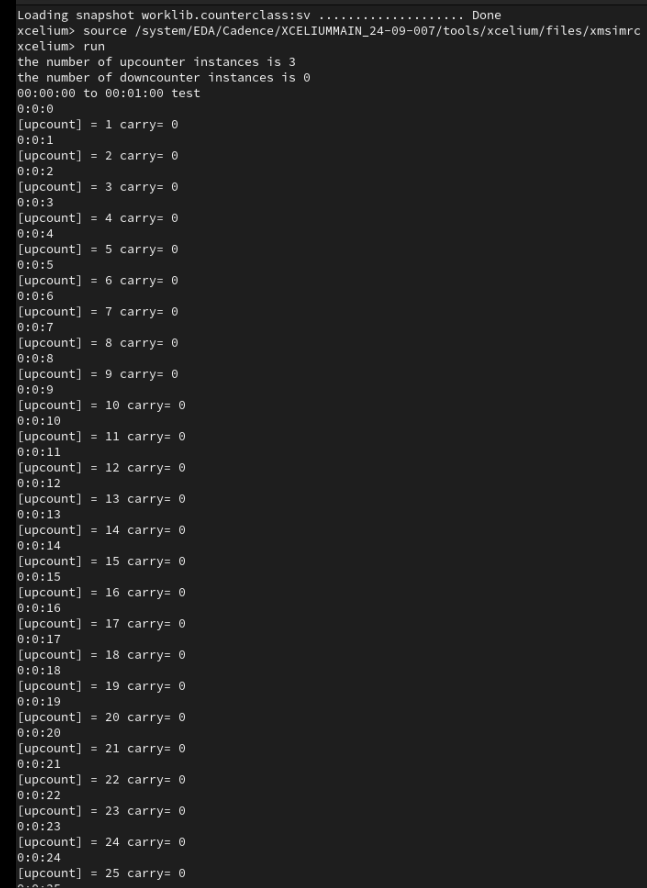 Loading snapshot worklib.counterclass:sv .................... Done
xcelium> source /system/EDA/Cadence/XCELIUMMAIN_24-09-007/tools/xcelium/files/xmsimrc
xcelium> run
the number of upcounter instances is 3
the number of downcounter instances is 0
00:00:00 to 00:01:00 test
0:0:0
[upcount] = 1 carry= 0
0:0:1
[upcount] = 2 carry= 0
0:0:2
[upcount] = 3 carry= 0
0:0:3
[upcount] = 4 carry= 0
0:0:4
[upcount] = 5 carry= 0
0:0:5
[upcount] = 6 carry= 0
0:0:6
[upcount] = 7 carry= 0
0:0:7
[upcount] = 8 carry= 0
0:0:8
[upcount] = 9 carry= 0
0:0:9
[upcount] = 10 carry= 0
0:0:10
[upcount] = 11 carry= 0
0:0:11
[upcount] = 12 carry= 0
0:0:12
[upcount] = 13 carry= 0
0:0:13
[upcount] = 14 carry= 0
0:0:14
[upcount] = 15 carry= 0
0:0:15
[upcount] = 16 carry= 0
0:0:16
[upcount] = 17 carry= 0
0:0:17
[upcount] = 18 carry= 0
0:0:18
[upcount] = 19 carry= 0
0:0:19
[upcount] = 20 carry= 0
0:0:20
[upcount] = 21 carry= 0
0:0:21
[upcount] = 22 carry= 0
0:0:22
[upcount] = 23 carry= 0
0:0:23
[upcount] = 24 carry= 0
0:0:24
[upcount] = 25 carry= 0